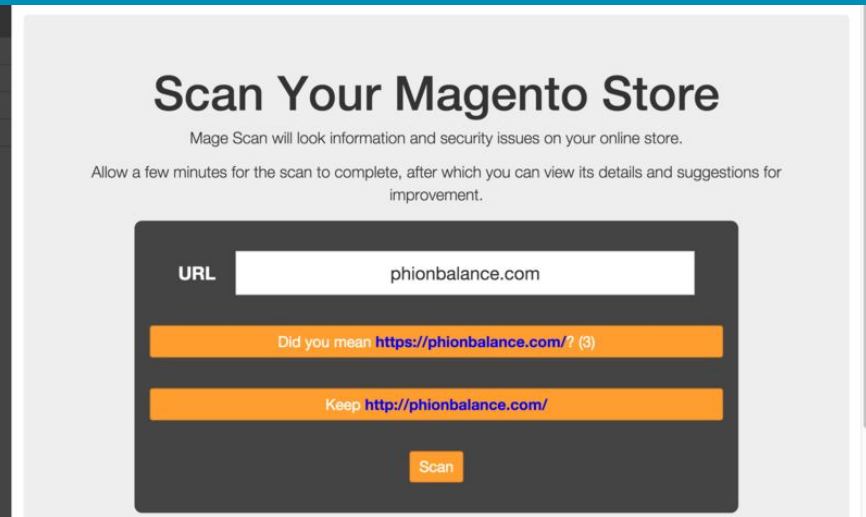 Scan Your Magento Store
Mage Scan will look information and security issues on your online store.
Allow a few minutes for the scan to complete, after which you can view its details and suggestions for
improvement.
URL phionbalance.com
Did you mean https://phionbalance.com/? (3)
Keep http://phionbalance.com/
Scan